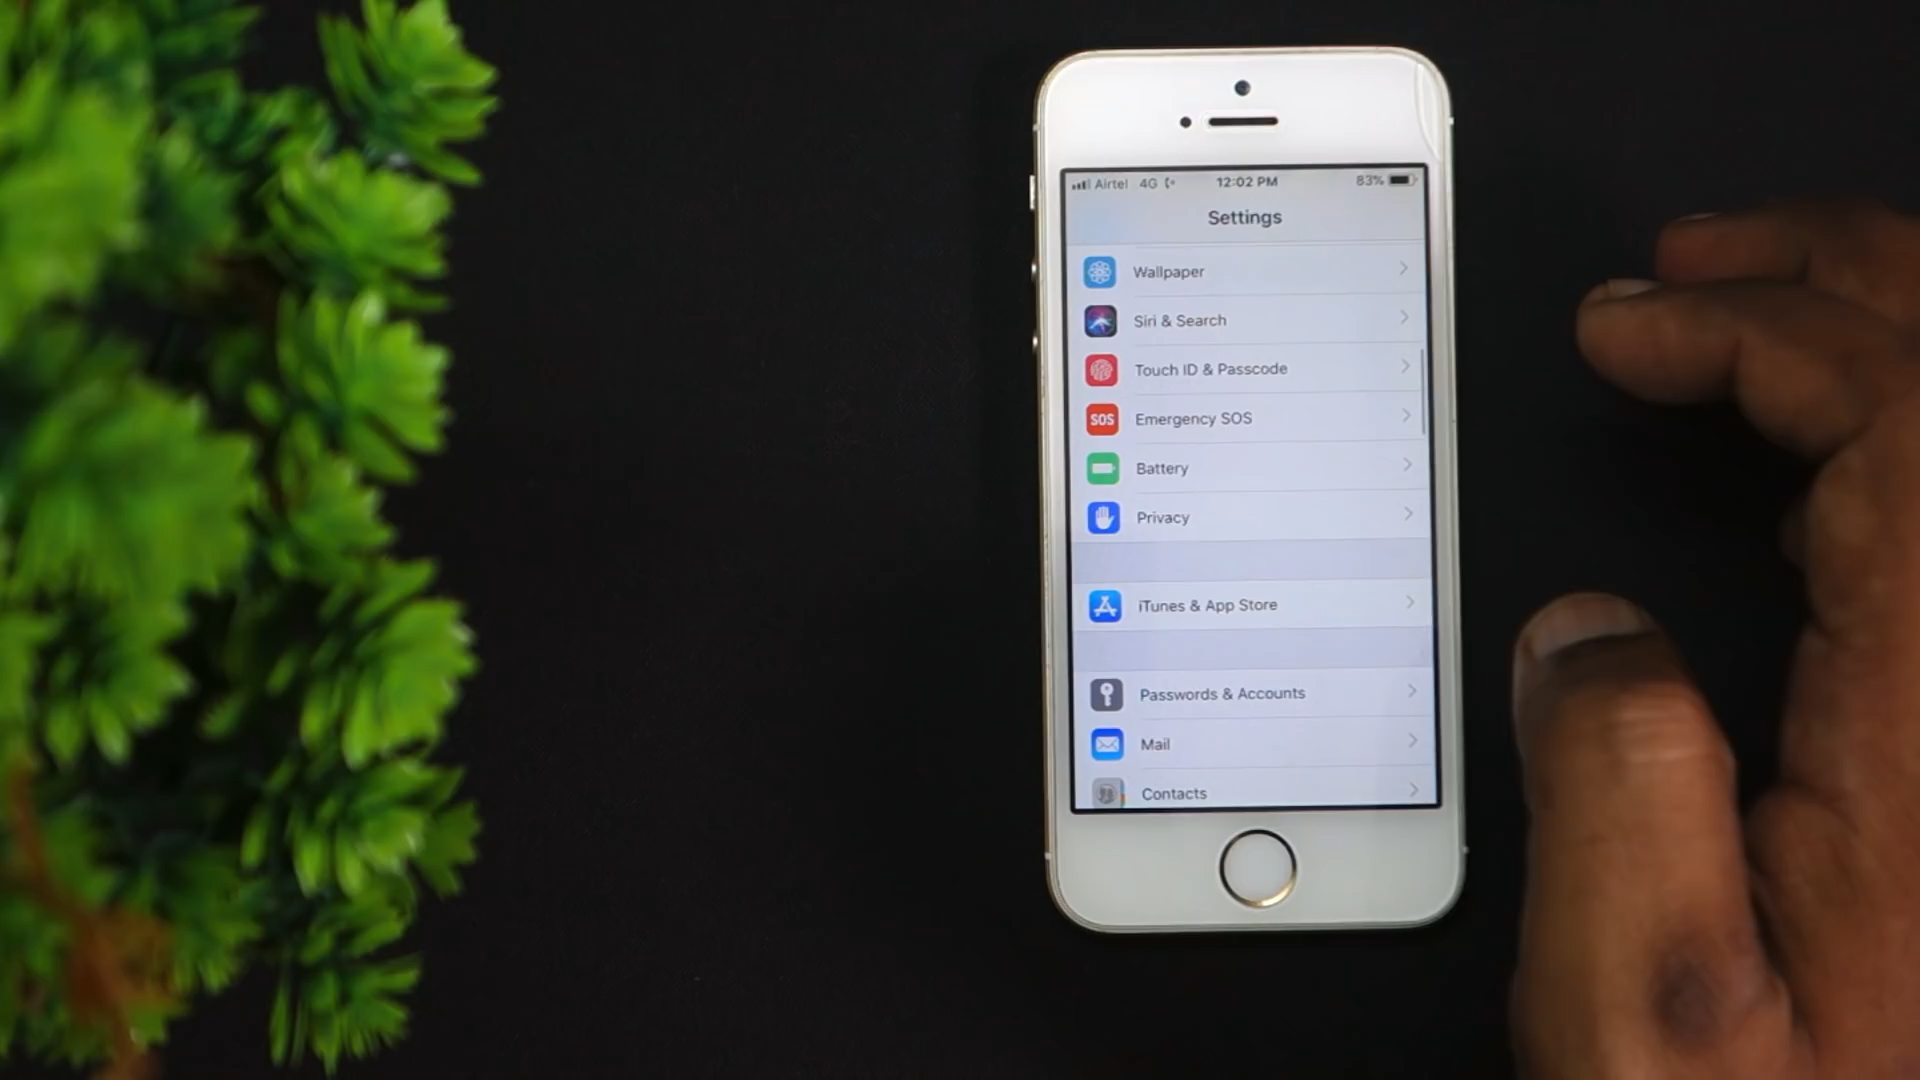 Airtel 4G 12:02 PM 83%
Settings
Wallpaper
Siri & Search
Touch ID & Passcode
SOS Emergency SOS
Battery
Privacy
iTunes & App Store
Passwords & Accounts
Mail
Contacts